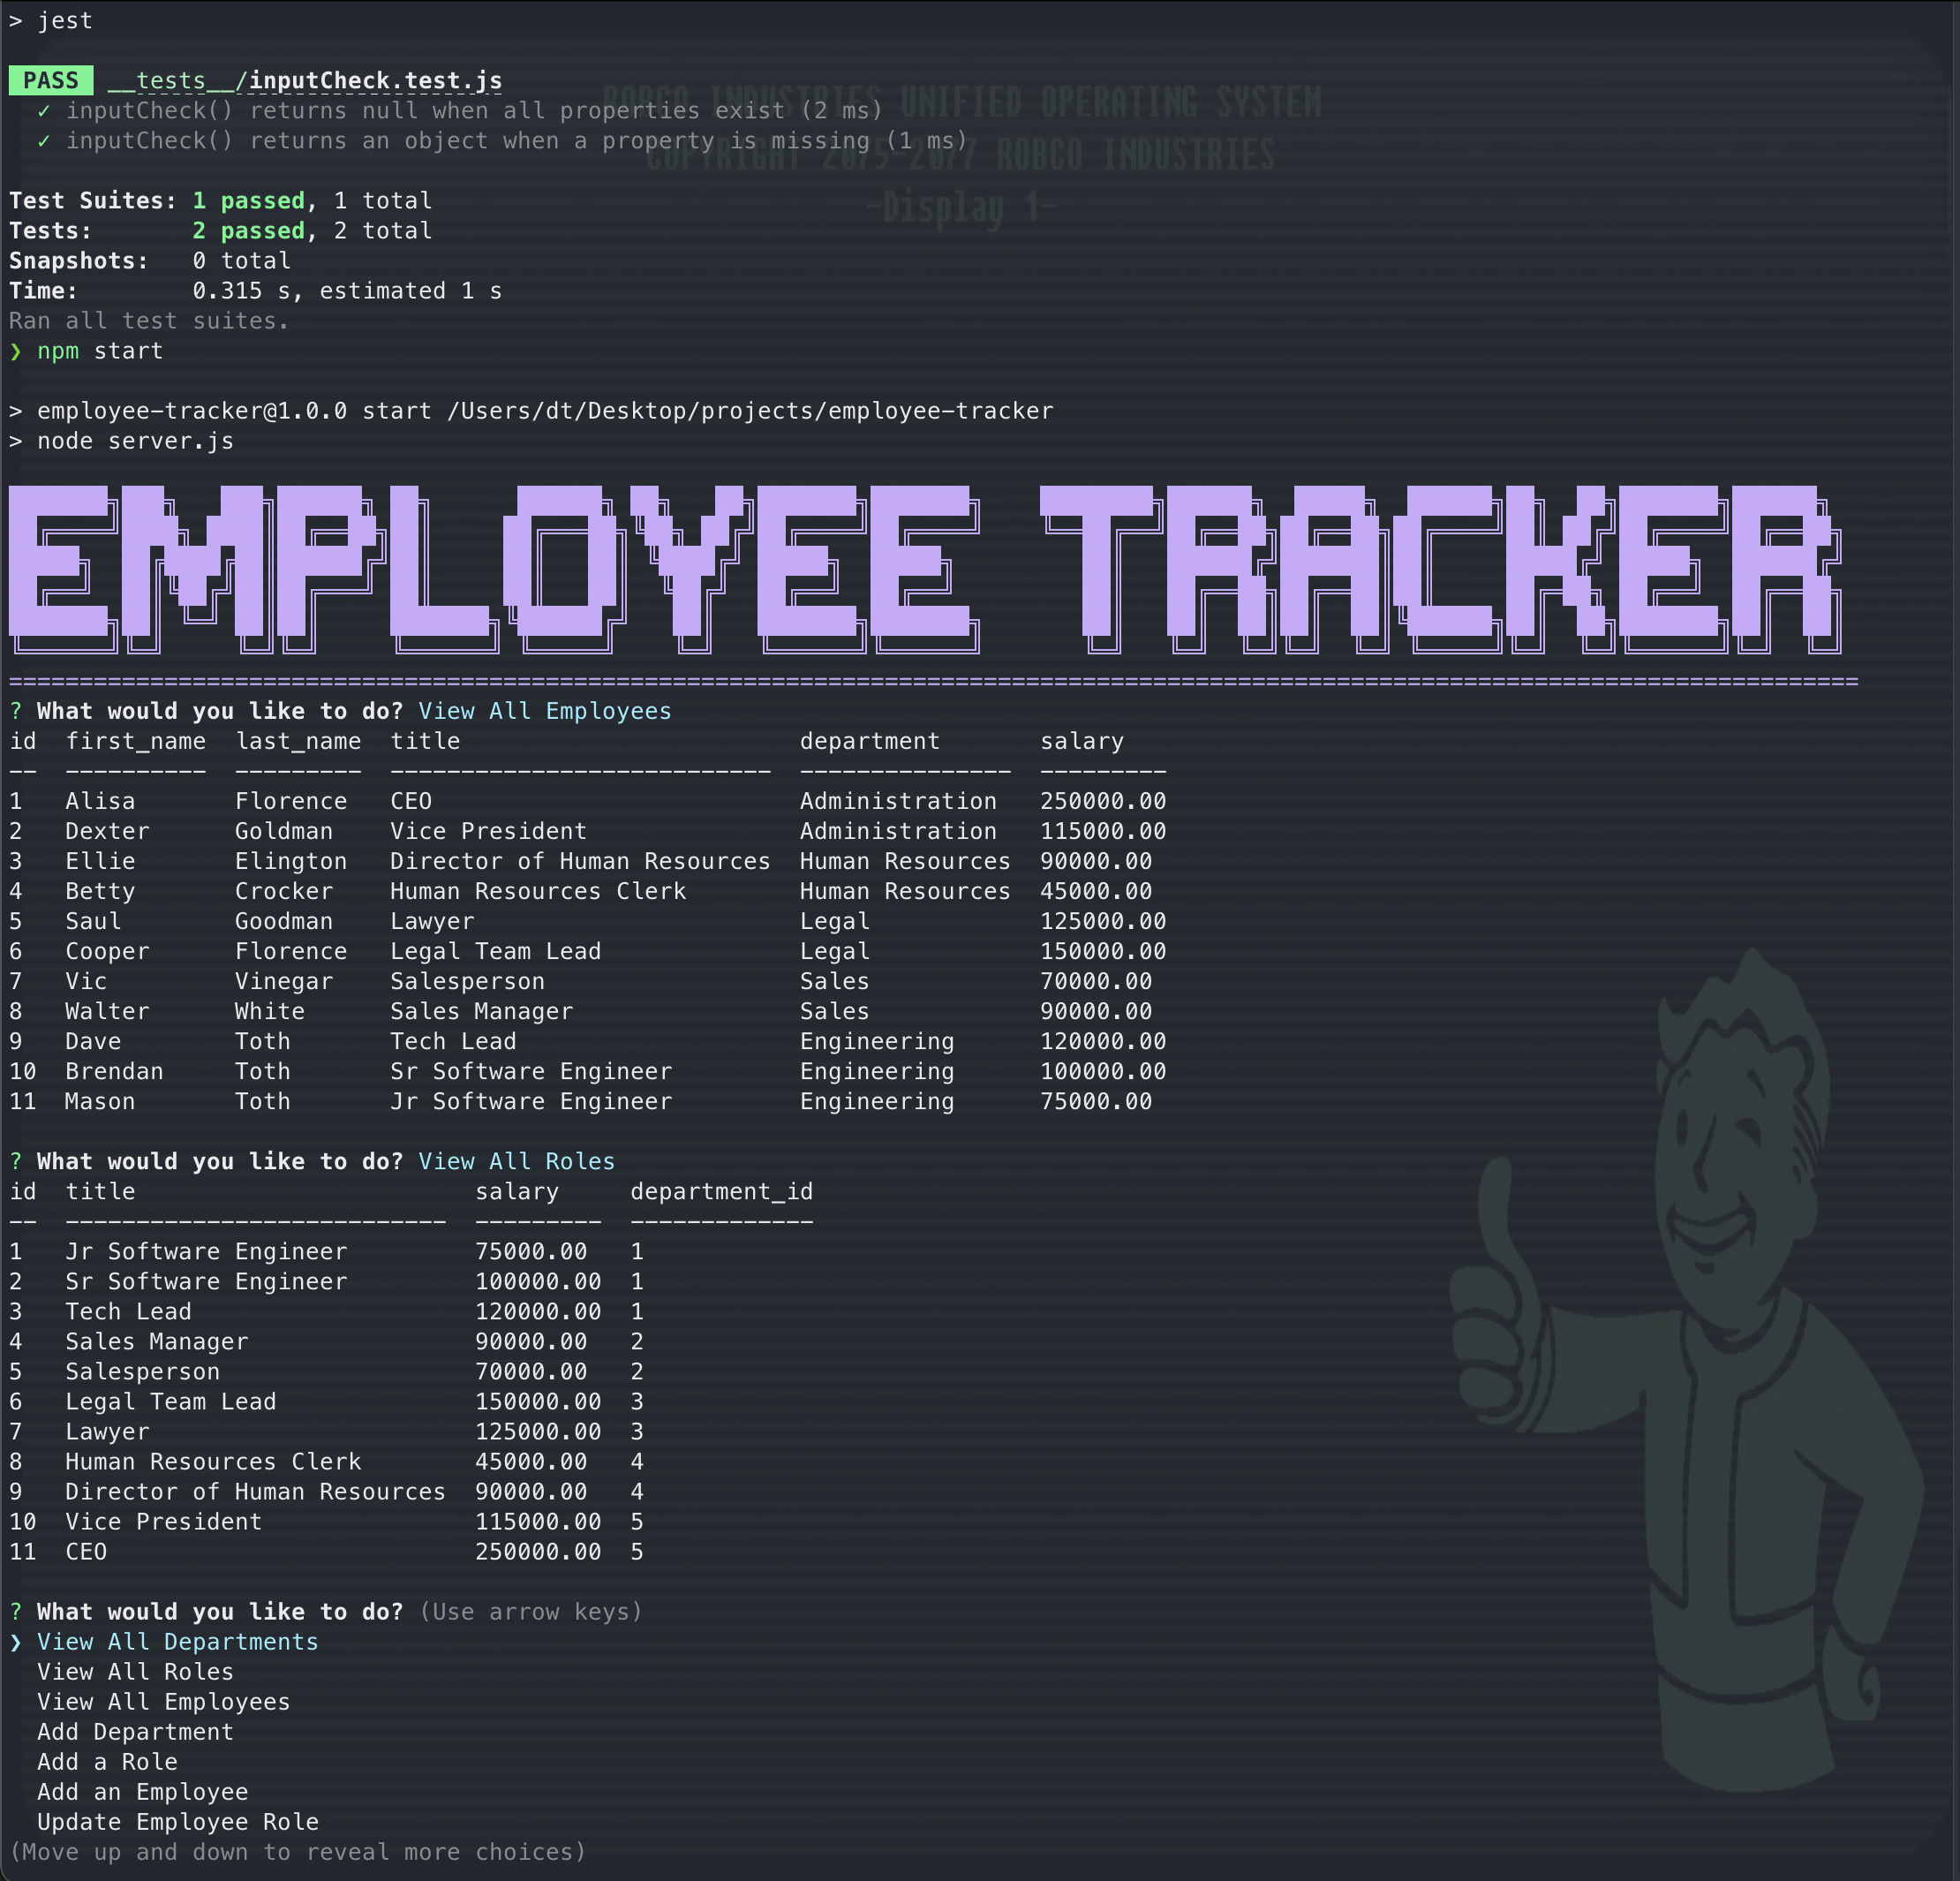 > jest
PASS __tests__/inputCheck.test.js
✓ inputCheck() returns null when all properties exist (2 ms)
✓ inputCheck() returns an object when a property is missing (1 ms)
ROBCO INDUSTRIES UNIFIED OPERATING SYSTEM
COPYRIGHT 2075-2077 ROBCO INDUSTRIES
-Display 1-
Test Suites: 1 passed, 1 total
Tests:       2 passed, 2 total
Snapshots:   0 total
Time:        0.315 s, estimated 1 s
Ran all test suites.
❯ npm start
> employee-tracker@1.0.0 start /Users/dt/Desktop/projects/employee-tracker
> node server.js
EMPLOYEE TRACKER
===================================================================================================================================
? What would you like to do? View All Employees
id  first_name  last_name  title                        department       salary
--  ----------  ---------  ---------------------------  ---------------  ---------
1   Alisa       Florence   CEO                          Administration   250000.00
2   Dexter      Goldman    Vice President               Administration   115000.00
3   Ellie       Elington   Director of Human Resources  Human Resources  90000.00
4   Betty       Crocker    Human Resources Clerk        Human Resources  45000.00
5   Saul        Goodman    Lawyer                       Legal            125000.00
6   Cooper      Florence   Legal Team Lead              Legal            150000.00
7   Vic         Vinegar    Salesperson                  Sales            70000.00
8   Walter      White      Sales Manager                Sales            90000.00
9   Dave        Toth       Tech Lead                    Engineering      120000.00
10  Brendan     Toth       Sr Software Engineer         Engineering      100000.00
11  Mason       Toth       Jr Software Engineer         Engineering      75000.00
? What would you like to do? View All Roles
id  title                        salary     department_id
--  ---------------------------  ---------  -------------
1   Jr Software Engineer         75000.00   1
2   Sr Software Engineer         100000.00  1
3   Tech Lead                    120000.00  1
4   Sales Manager                90000.00   2
5   Salesperson                  70000.00   2
6   Legal Team Lead              150000.00  3
7   Lawyer                       125000.00  3
8   Human Resources Clerk        45000.00   4
9   Director of Human Resources  90000.00   4
10  Vice President               115000.00  5
11  CEO                          250000.00  5
? What would you like to do? (Use arrow keys)
❯ View All Departments
View All Roles
View All Employees
Add Department
Add a Role
Add an Employee
Update Employee Role
(Move up and down to reveal more choices)